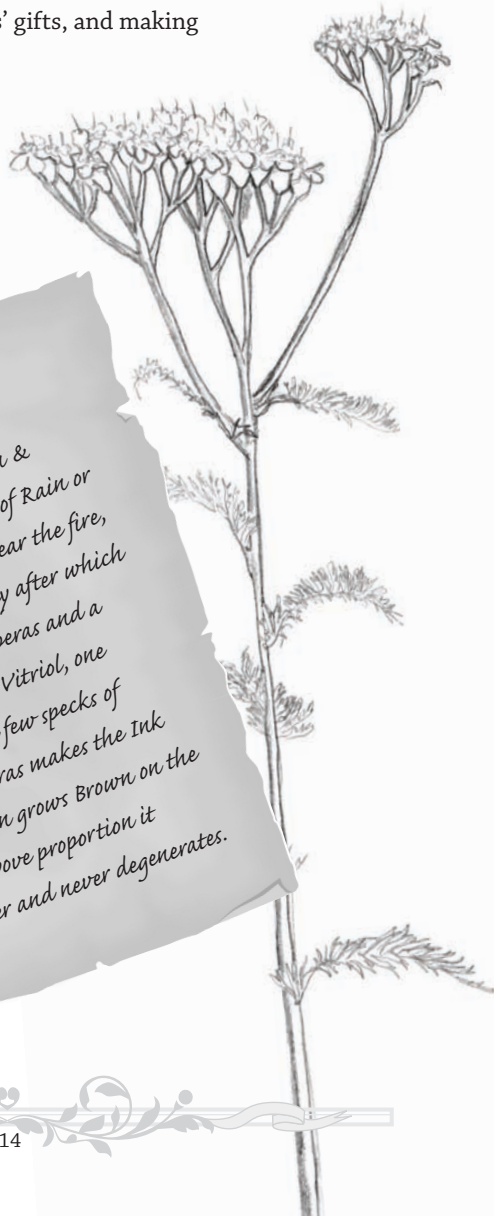 s’ gifts, and making
&
of Rain or
ear the fire,
y after which
peras and a
Vitriol, one
few specks of
ras makes the Ink
n grows Brown on the
ove proportion it
er and never degenerates.
14